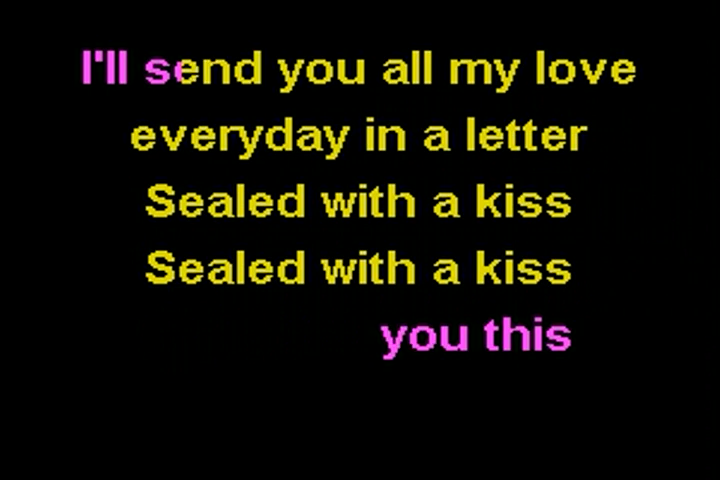 I'll send you all my love
everyday in a letter
Sealed with a kiss
Sealed with a kiss
you this